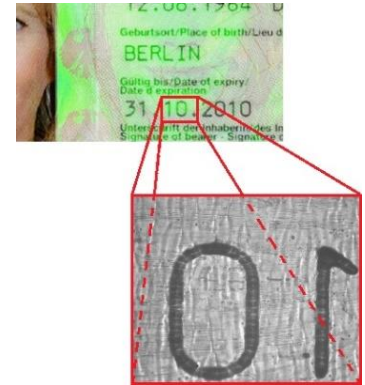 12.08.1964 D
Geburtsort/Place of birth/Lieu d
BERLIN
Gültig bis/Date of expiry/
Date d'expiration
31.10.2010
Unterschrift der Inhaberin/des In
Signature of bearer - Signature d
10